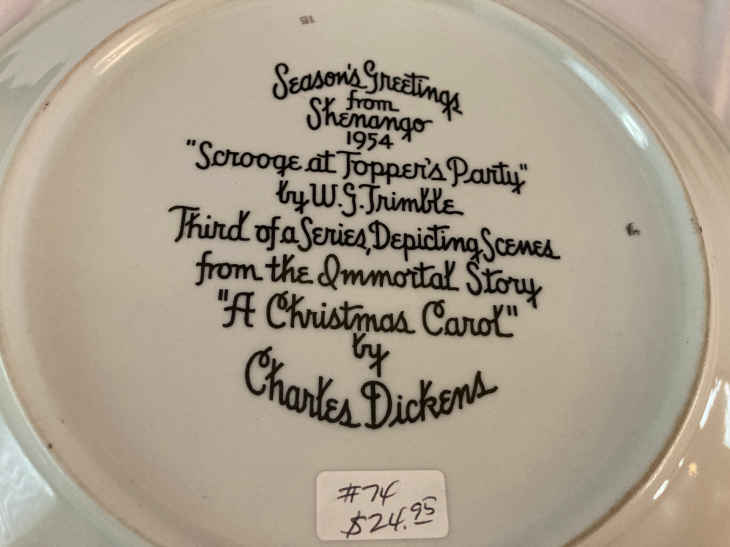 Season's Greetings
from
Shenango
1954
"Scrooge at Topper's Party"
by W.G. Trimble
Third of a Series, Depicting Scenes
from the Immortal Story
"A Christmas Carol"
by
Charles Dickens
#74
$24.95